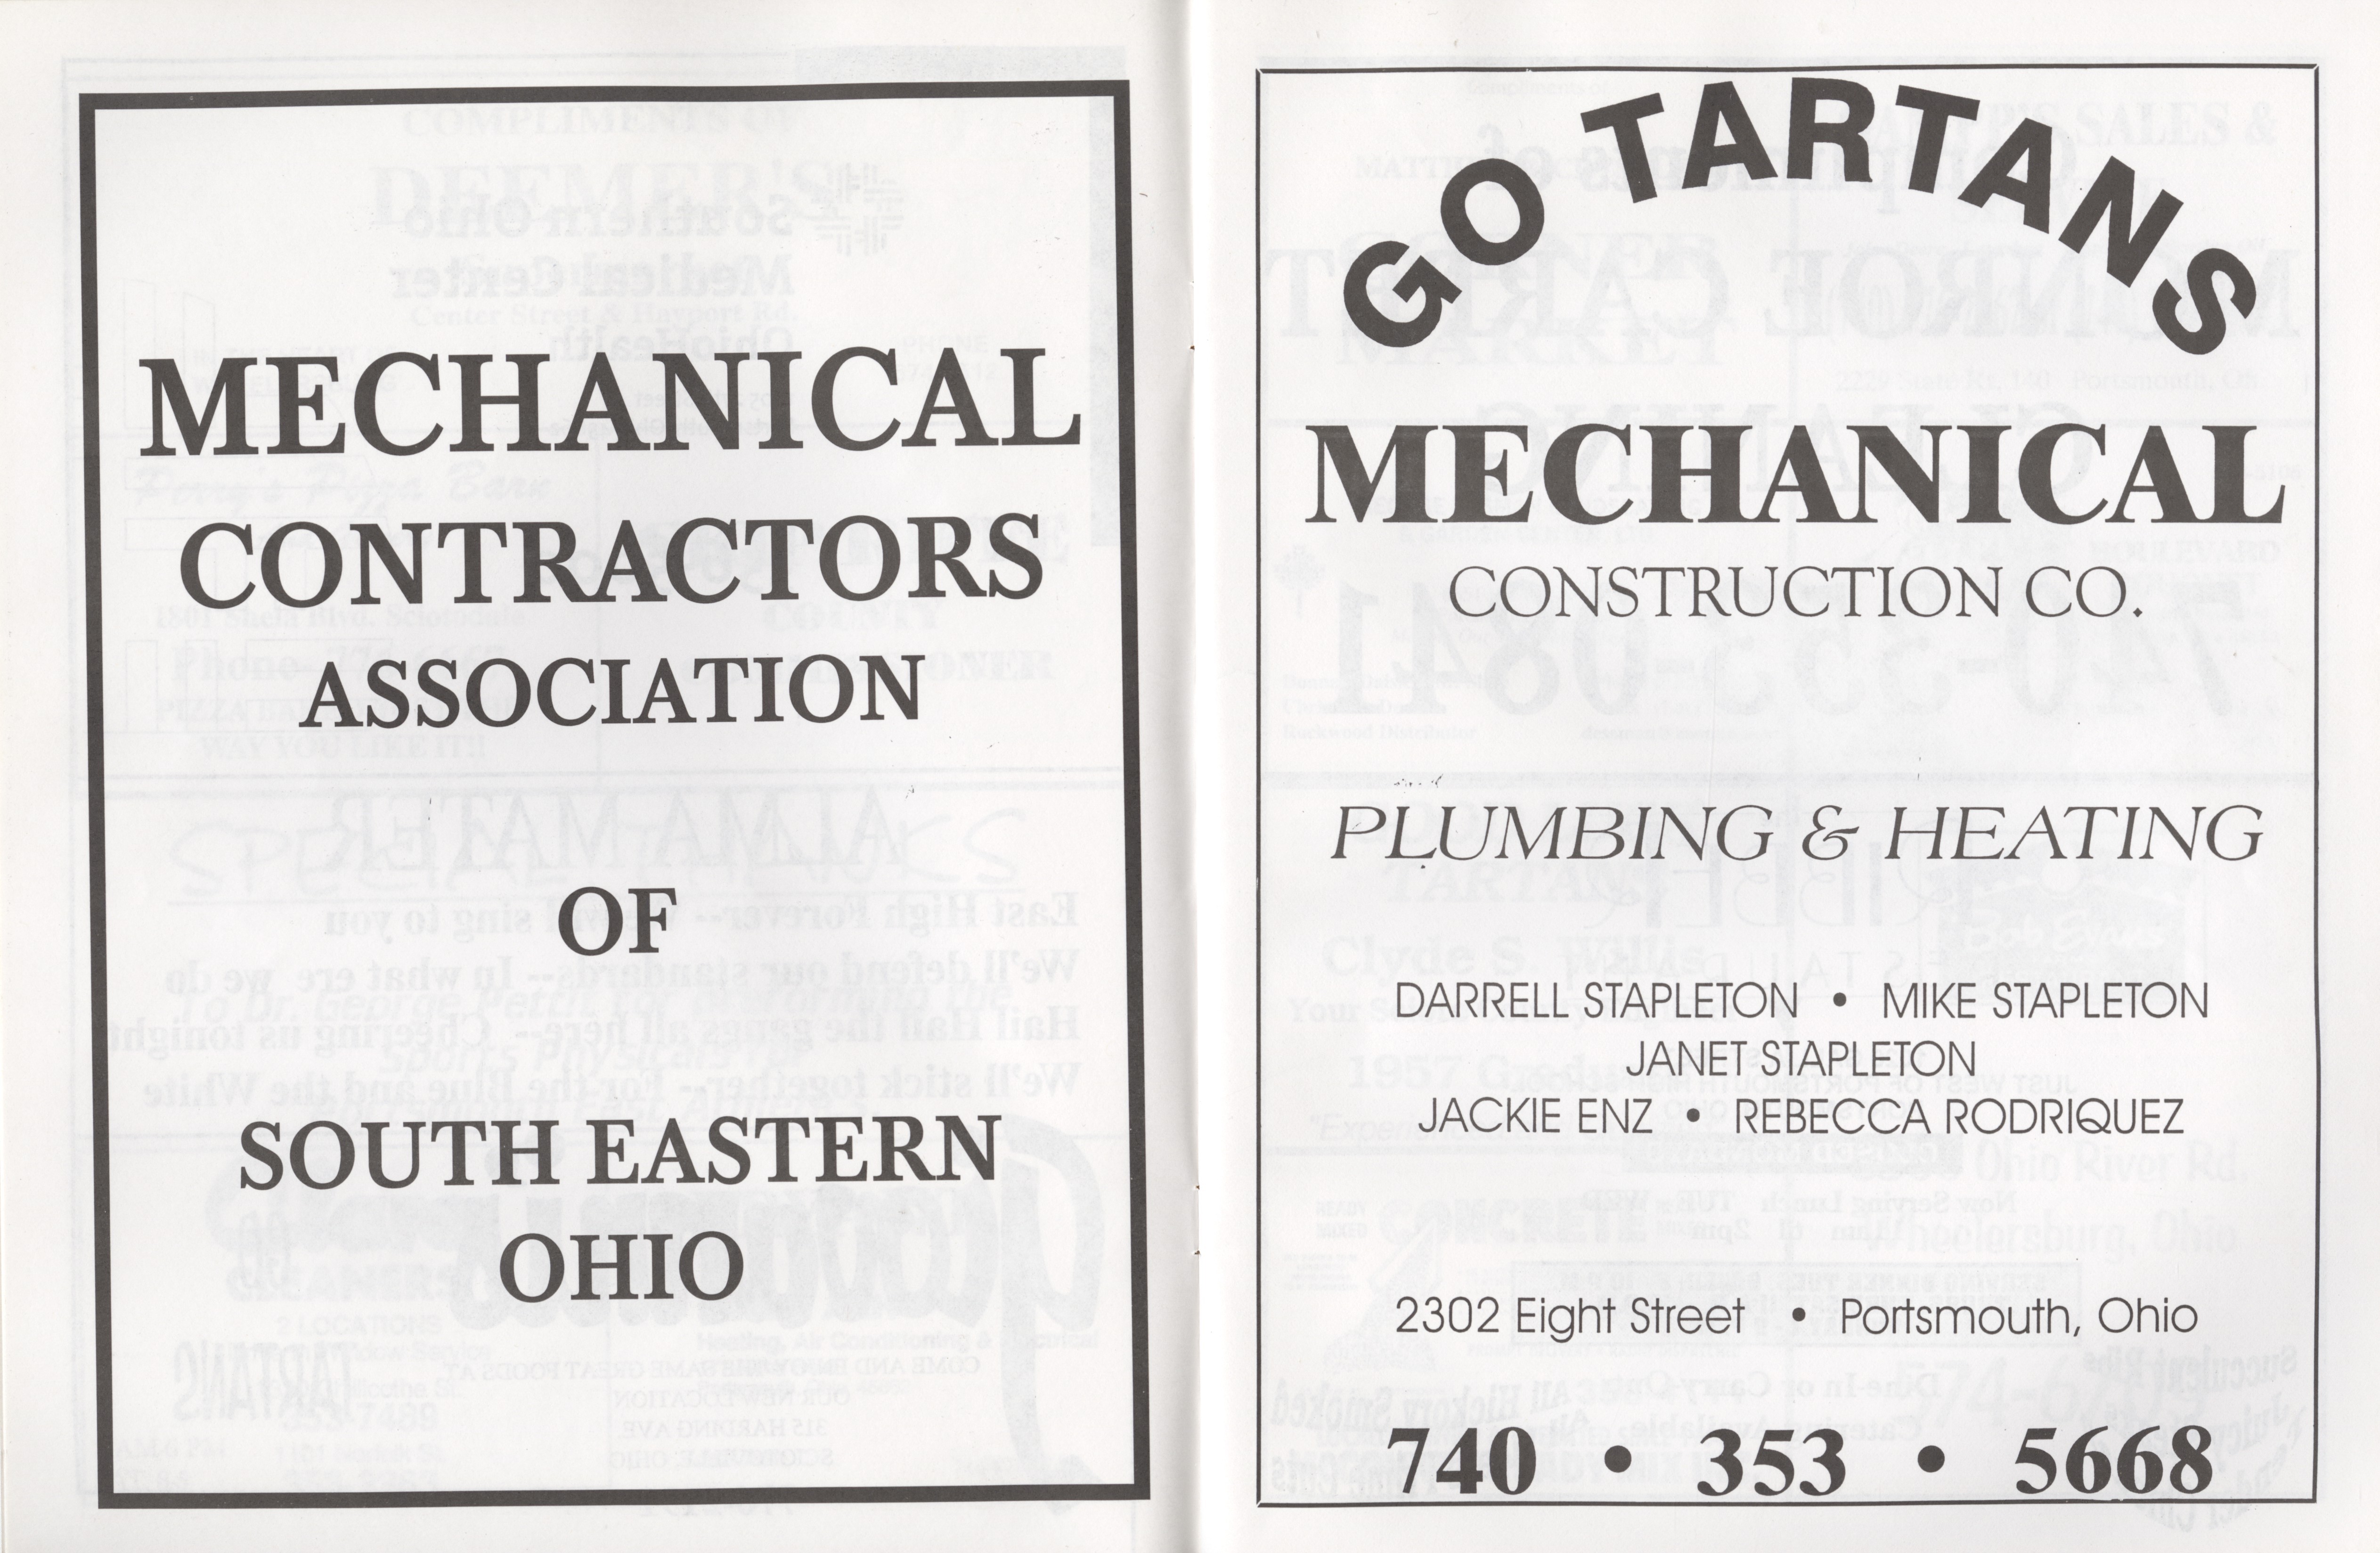 MECHANICAL
CONTRACTORS
ASSOCIATION
OF
SOUTH EASTERN
OHIO
GO TARTANS
MECHANICAL
CONSTRUCTION CO.
PLUMBING & HEATING
DARRELL STAPLETON • MIKE STAPLETON
JANET STAPLETON
JACKIE ENZ • REBECCA RODRIQUEZ
2302 Eight Street • Portsmouth, Ohio
740 • 353 • 5668